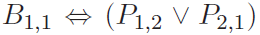 B₁,₁ ⇔ (P₁,₂ ∨ P₂,₁)